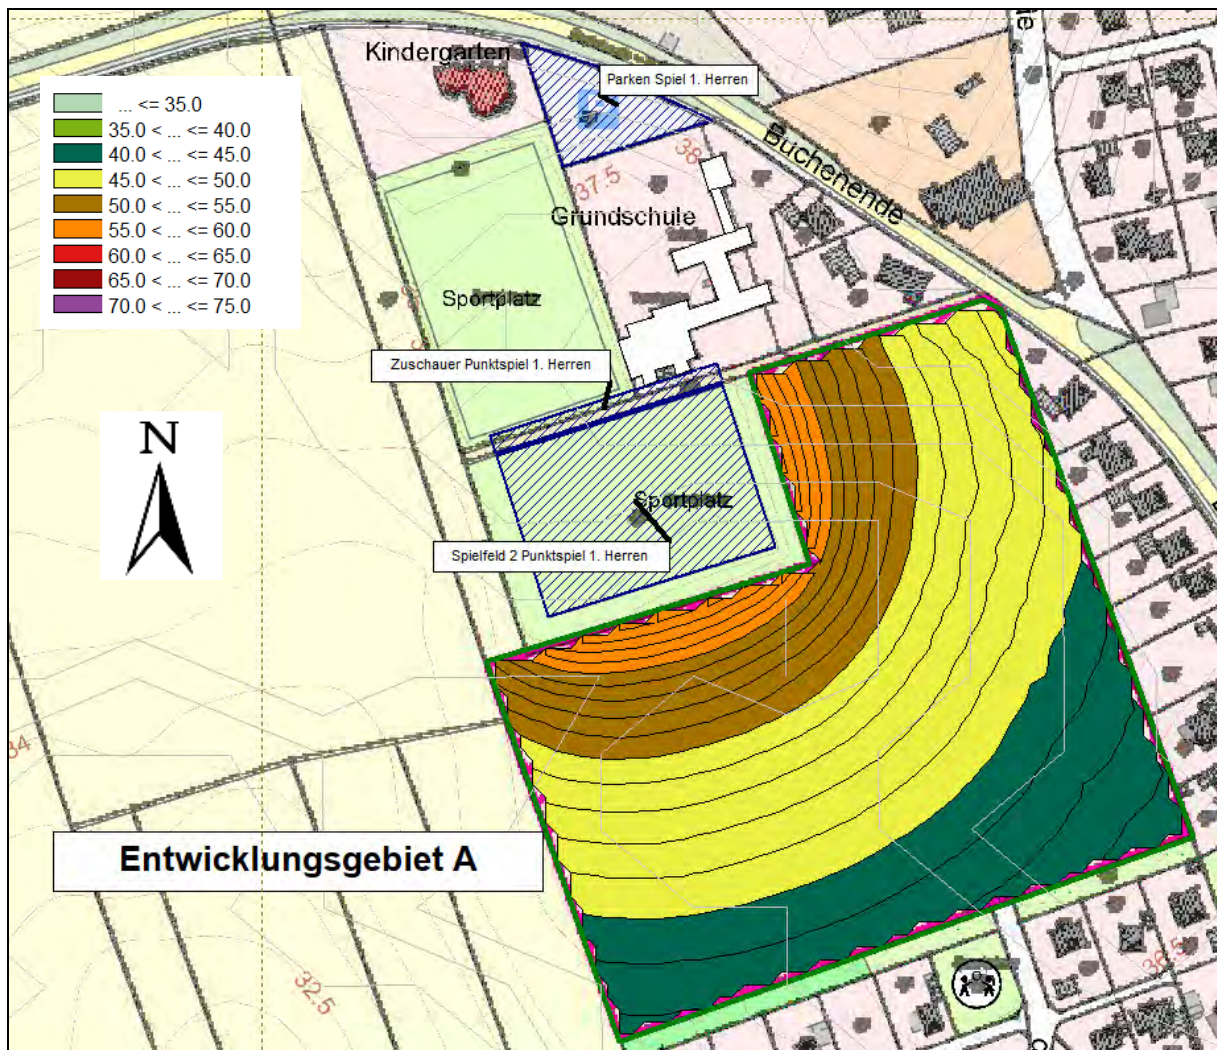 Kindergarten
Parken Spiel 1. Herren
... <= 35.0
35.0 < ... <= 40.0
40.0 < ... <= 45.0
45.0 < ... <= 50.0
50.0 < ... <= 55.0
55.0 < ... <= 60.0
60.0 < ... <= 65.0
65.0 < ... <= 70.0
70.0 < ... <= 75.0
Buchenende
38
37.5
Grundschule
Sportplatz
Zuschauer Punktspiel 1. Herren
N
Sportplatz
Spielfeld 2 Punktspiel 1. Herren
34
Entwicklungsgebiet A
32.5
36.5